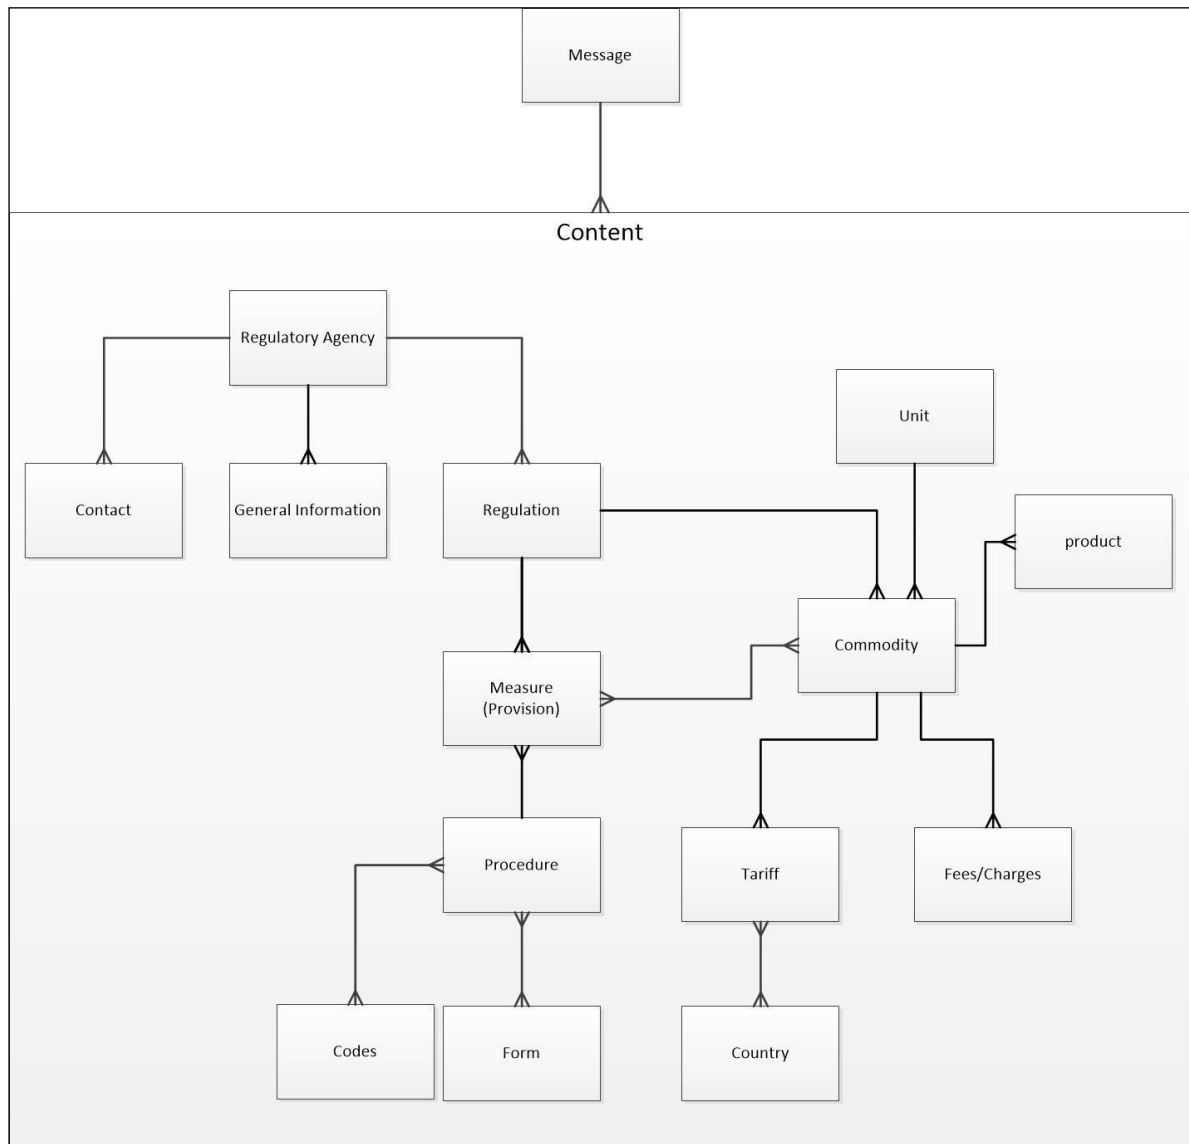 Message
Content
Regulatory Agency
Unit
Contact
General Information
Regulation
product
Commodity
Measure
(Provision)
Procedure
Tariff
Fees/Charges
Codes
Form
Country